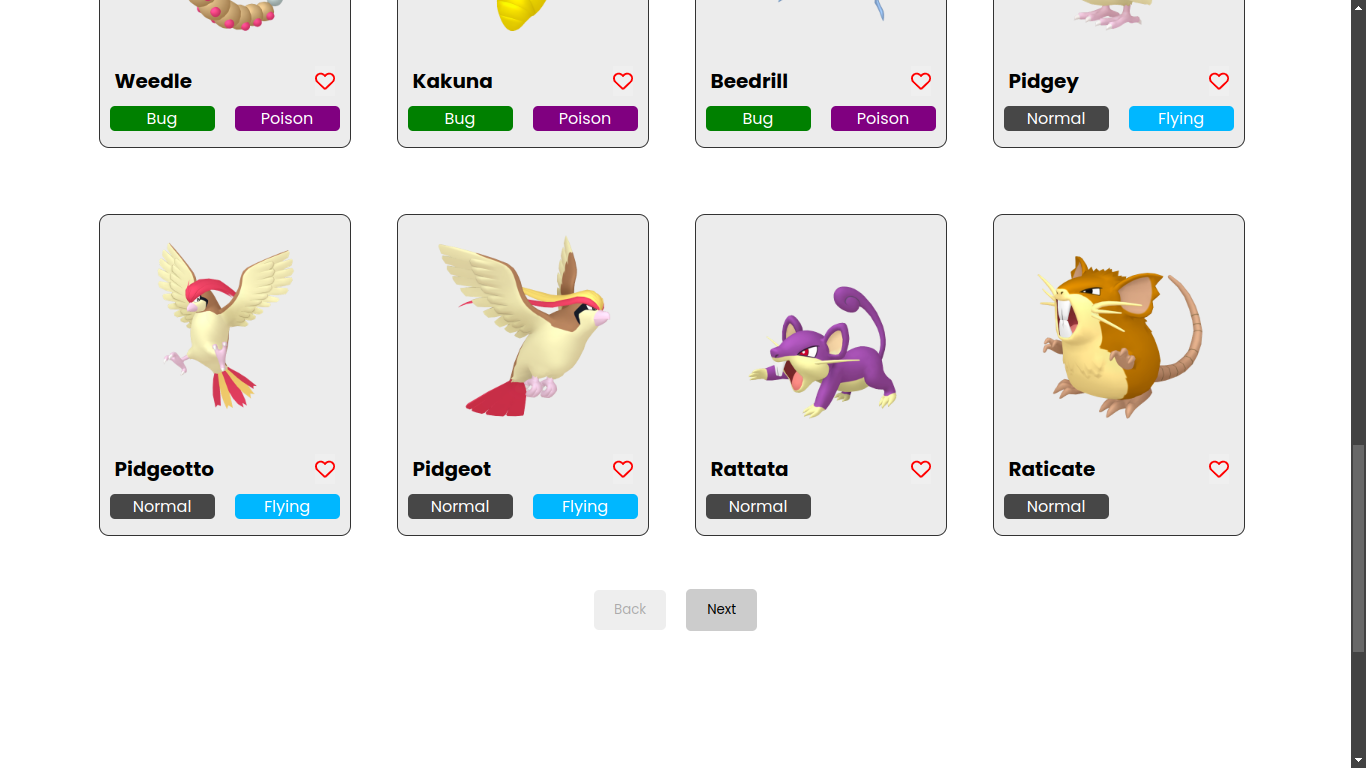 Weedle Kakuna Beedrill Pidgey
Bug Poison Bug Poison Bug Poison Normal Flying
Pidgeotto Pidgeot Rattata Raticate
Normal Flying Normal Flying Normal Normal
Back Next